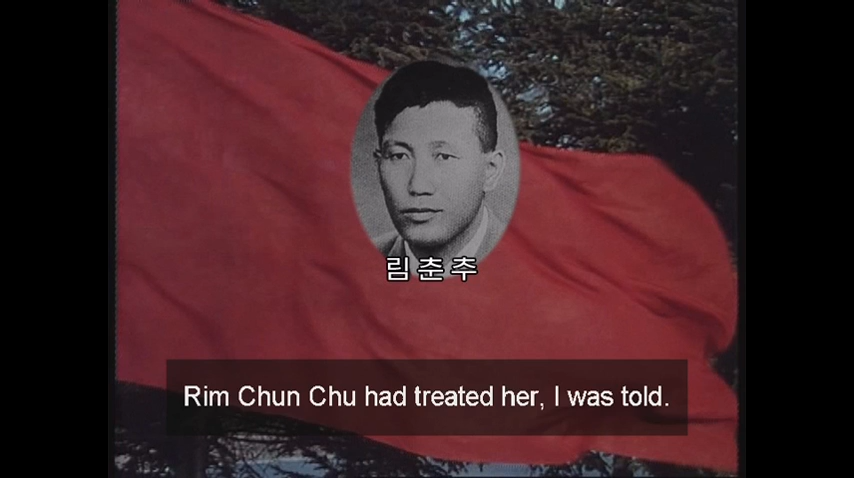 림춘추
Rim Chun Chu had treated her, I was told.